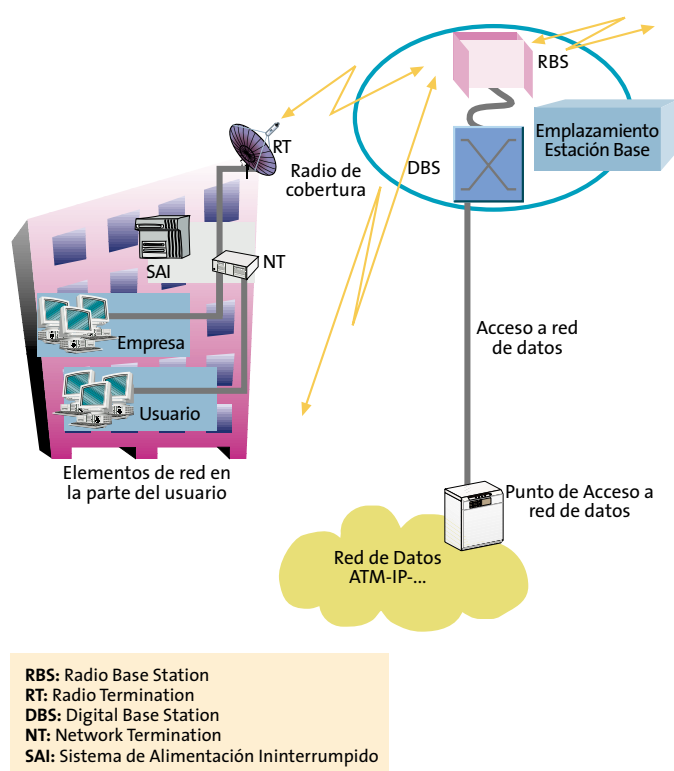 RBS
Emplazamiento
Estación Base
DBS
RT
Radio de
cobertura
SAI
NT
Empresa
Usuario
Acceso a red
de datos
Elementos de red en
la parte del usuario
Punto de Acceso a
red de datos
Red de Datos
ATM-IP-...
RBS: Radio Base Station
RT: Radio Termination
DBS: Digital Base Station
NT: Network Termination
SAI: Sistema de Alimentación Ininterrumpido